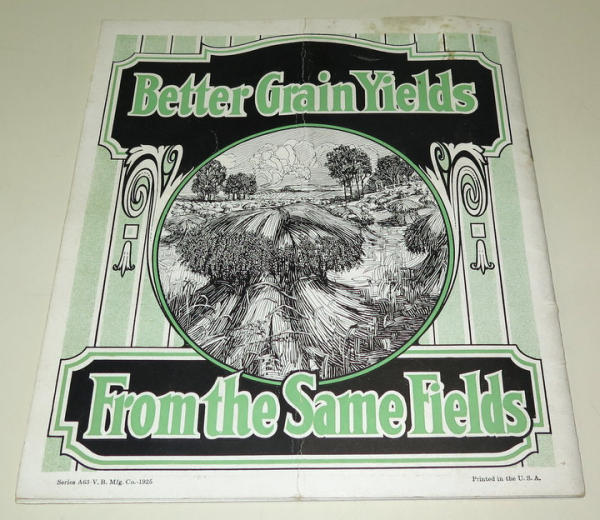 Better Grain Yields
From the Same Fields
Series A63-V. B. Mfg. Co.-1925
Printed in the U. S. A.